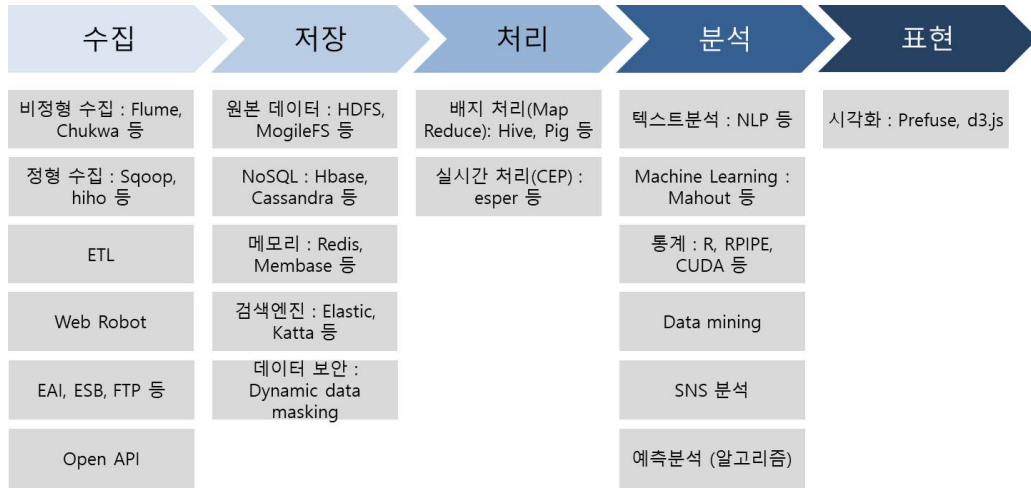 수집
저장
처리
분석
표현
비정형 수집 : Flume,
Chukwa 등
정형 수집 : Sqoop,
hiho 등
ETL
Web Robot
EAI, ESB, FTP 등
Open API
원본 데이터 : HDFS,
MogileFS 등
NoSQL : Hbase,
Cassandra 등
메모리 : Redis,
Membase 등
검색엔진 : Elastic,
Katta 등
데이터 보안 :
Dynamic data
masking
배지 처리(Map
Reduce): Hive, Pig 등
실시간 처리(CEP) :
esper 등
텍스트분석 : NLP 등
Machine Learning :
Mahout 등
통계 : R, RPIPE,
CUDA 등
Data mining
SNS 분석
예측분석 (알고리즘)
시각화 : Prefuse, d3.js